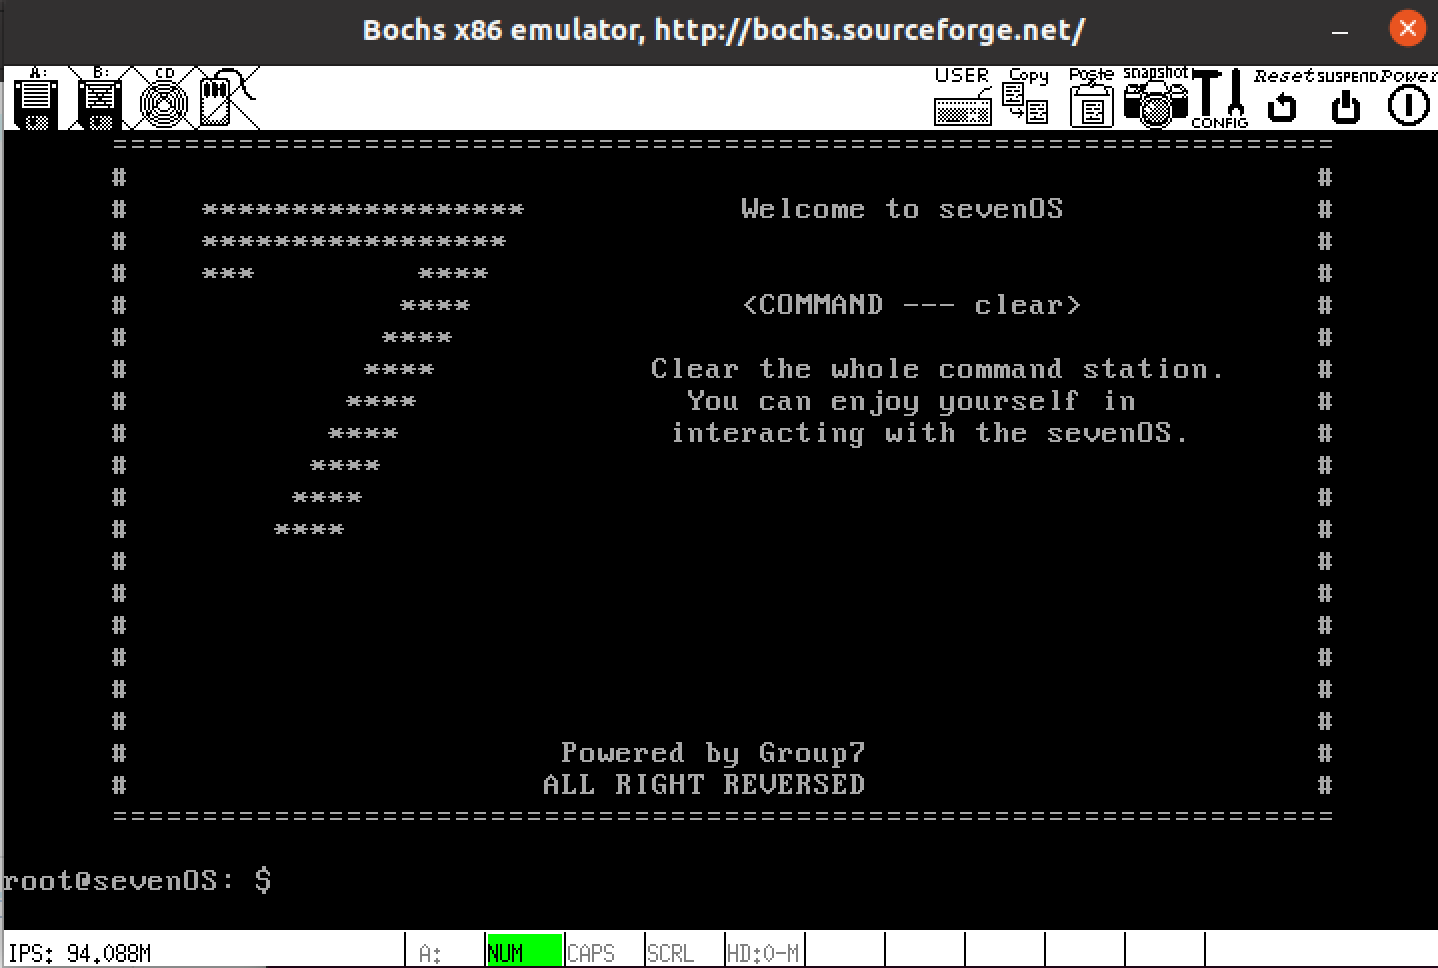 Bochs x86 emulator, http://bochs.sourceforge.net/
A: B: CD USER Copy Paste snapshot CONFIG Reset SUSPEND Power
===================================================================
# #
# ****************** Welcome to sevenOS #
# ***************** #
# *** **** #
# **** <COMMAND --- clear> #
# **** #
# **** Clear the whole command station. #
# **** You can enjoy yourself in #
# **** interacting with the sevenOS. #
# **** #
# **** #
# **** #
# #
# #
# #
# #
# #
# #
# Powered by Group7 #
# ALL RIGHT REVERSED #
===================================================================
root@sevenOS: $
IPS: 94.088M A: NUM CAPS SCRL HD:0-M